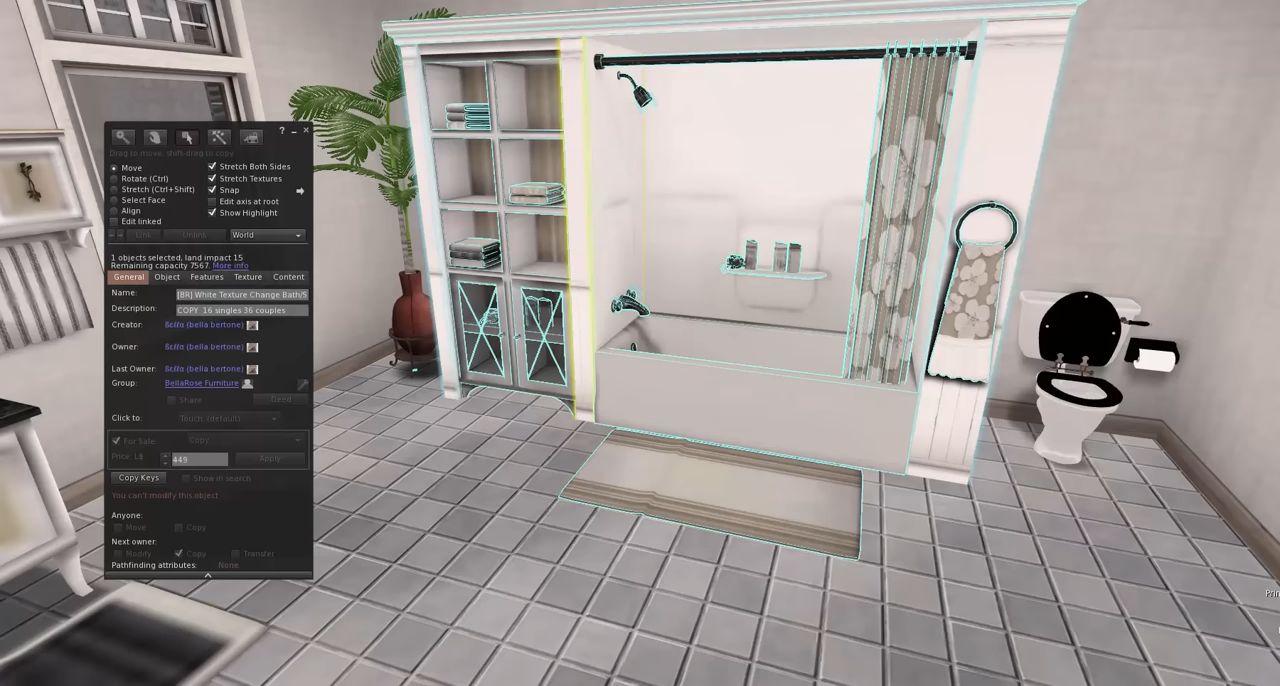 ?
Drag to move, shift-drag to copy
Move
Rotate (Ctrl)
Stretch (Ctrl+Shift)
Select Face
Align
Edit linked
Stretch Both Sides
Stretch Textures
Snap
Edit axis at root
Show Highlight
Link
Unlink
World
1 objects selected, land impact 15
Remaining capacity 7567. More info
General Object Features Texture Content
Name: [BR] White Texture Change Bath/S
Description: COPY 16 singles 36 couples
Creator: (bella bertone)
Owner: (bella bertone)
Last Owner: (bella bertone)
Group: BellaRose Furniture
Share Deed
Click to: Touch (default)
For Sale Copy
Price: L$ 449 Apply
Copy Keys Show in search
You can't modify this object
Anyone:
Move Copy
Next owner:
Modify Copy Transfer
Pathfinding attributes: None